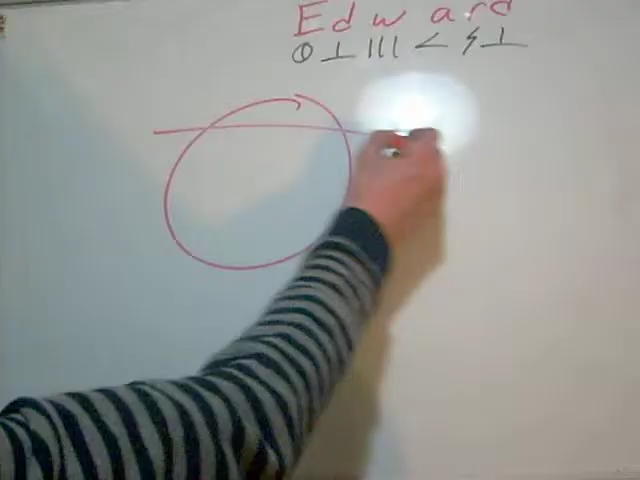 Edward
⦶ ⊥ ||| < ϟ ⊥